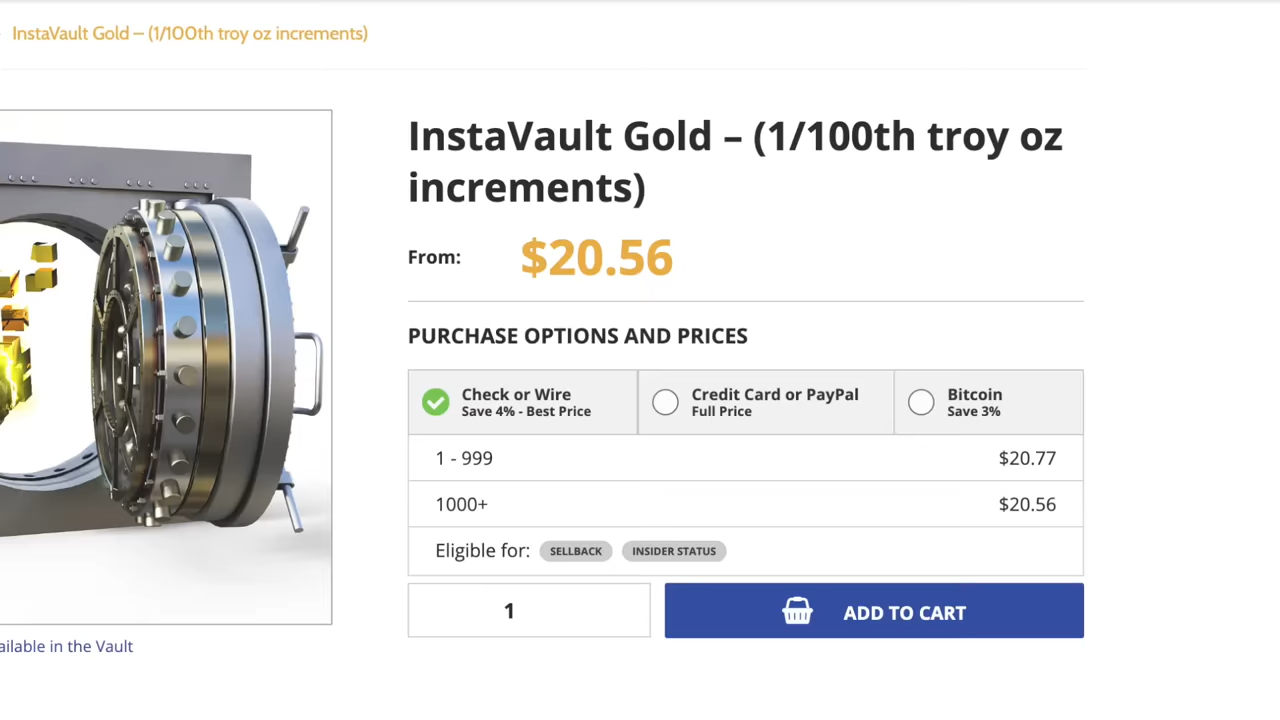 InstaVault Gold – (1/100th troy oz increments)
InstaVault Gold – (1/100th troy oz
increments)
From: $20.56
PURCHASE OPTIONS AND PRICES
Check or Wire
Save 4% - Best Price
Credit Card or PayPal
Full Price
Bitcoin
Save 3%
1 - 999 $20.77
1000+ $20.56
Eligible for: SELLBACK INSIDER STATUS
1 ADD TO CART
in the Vault